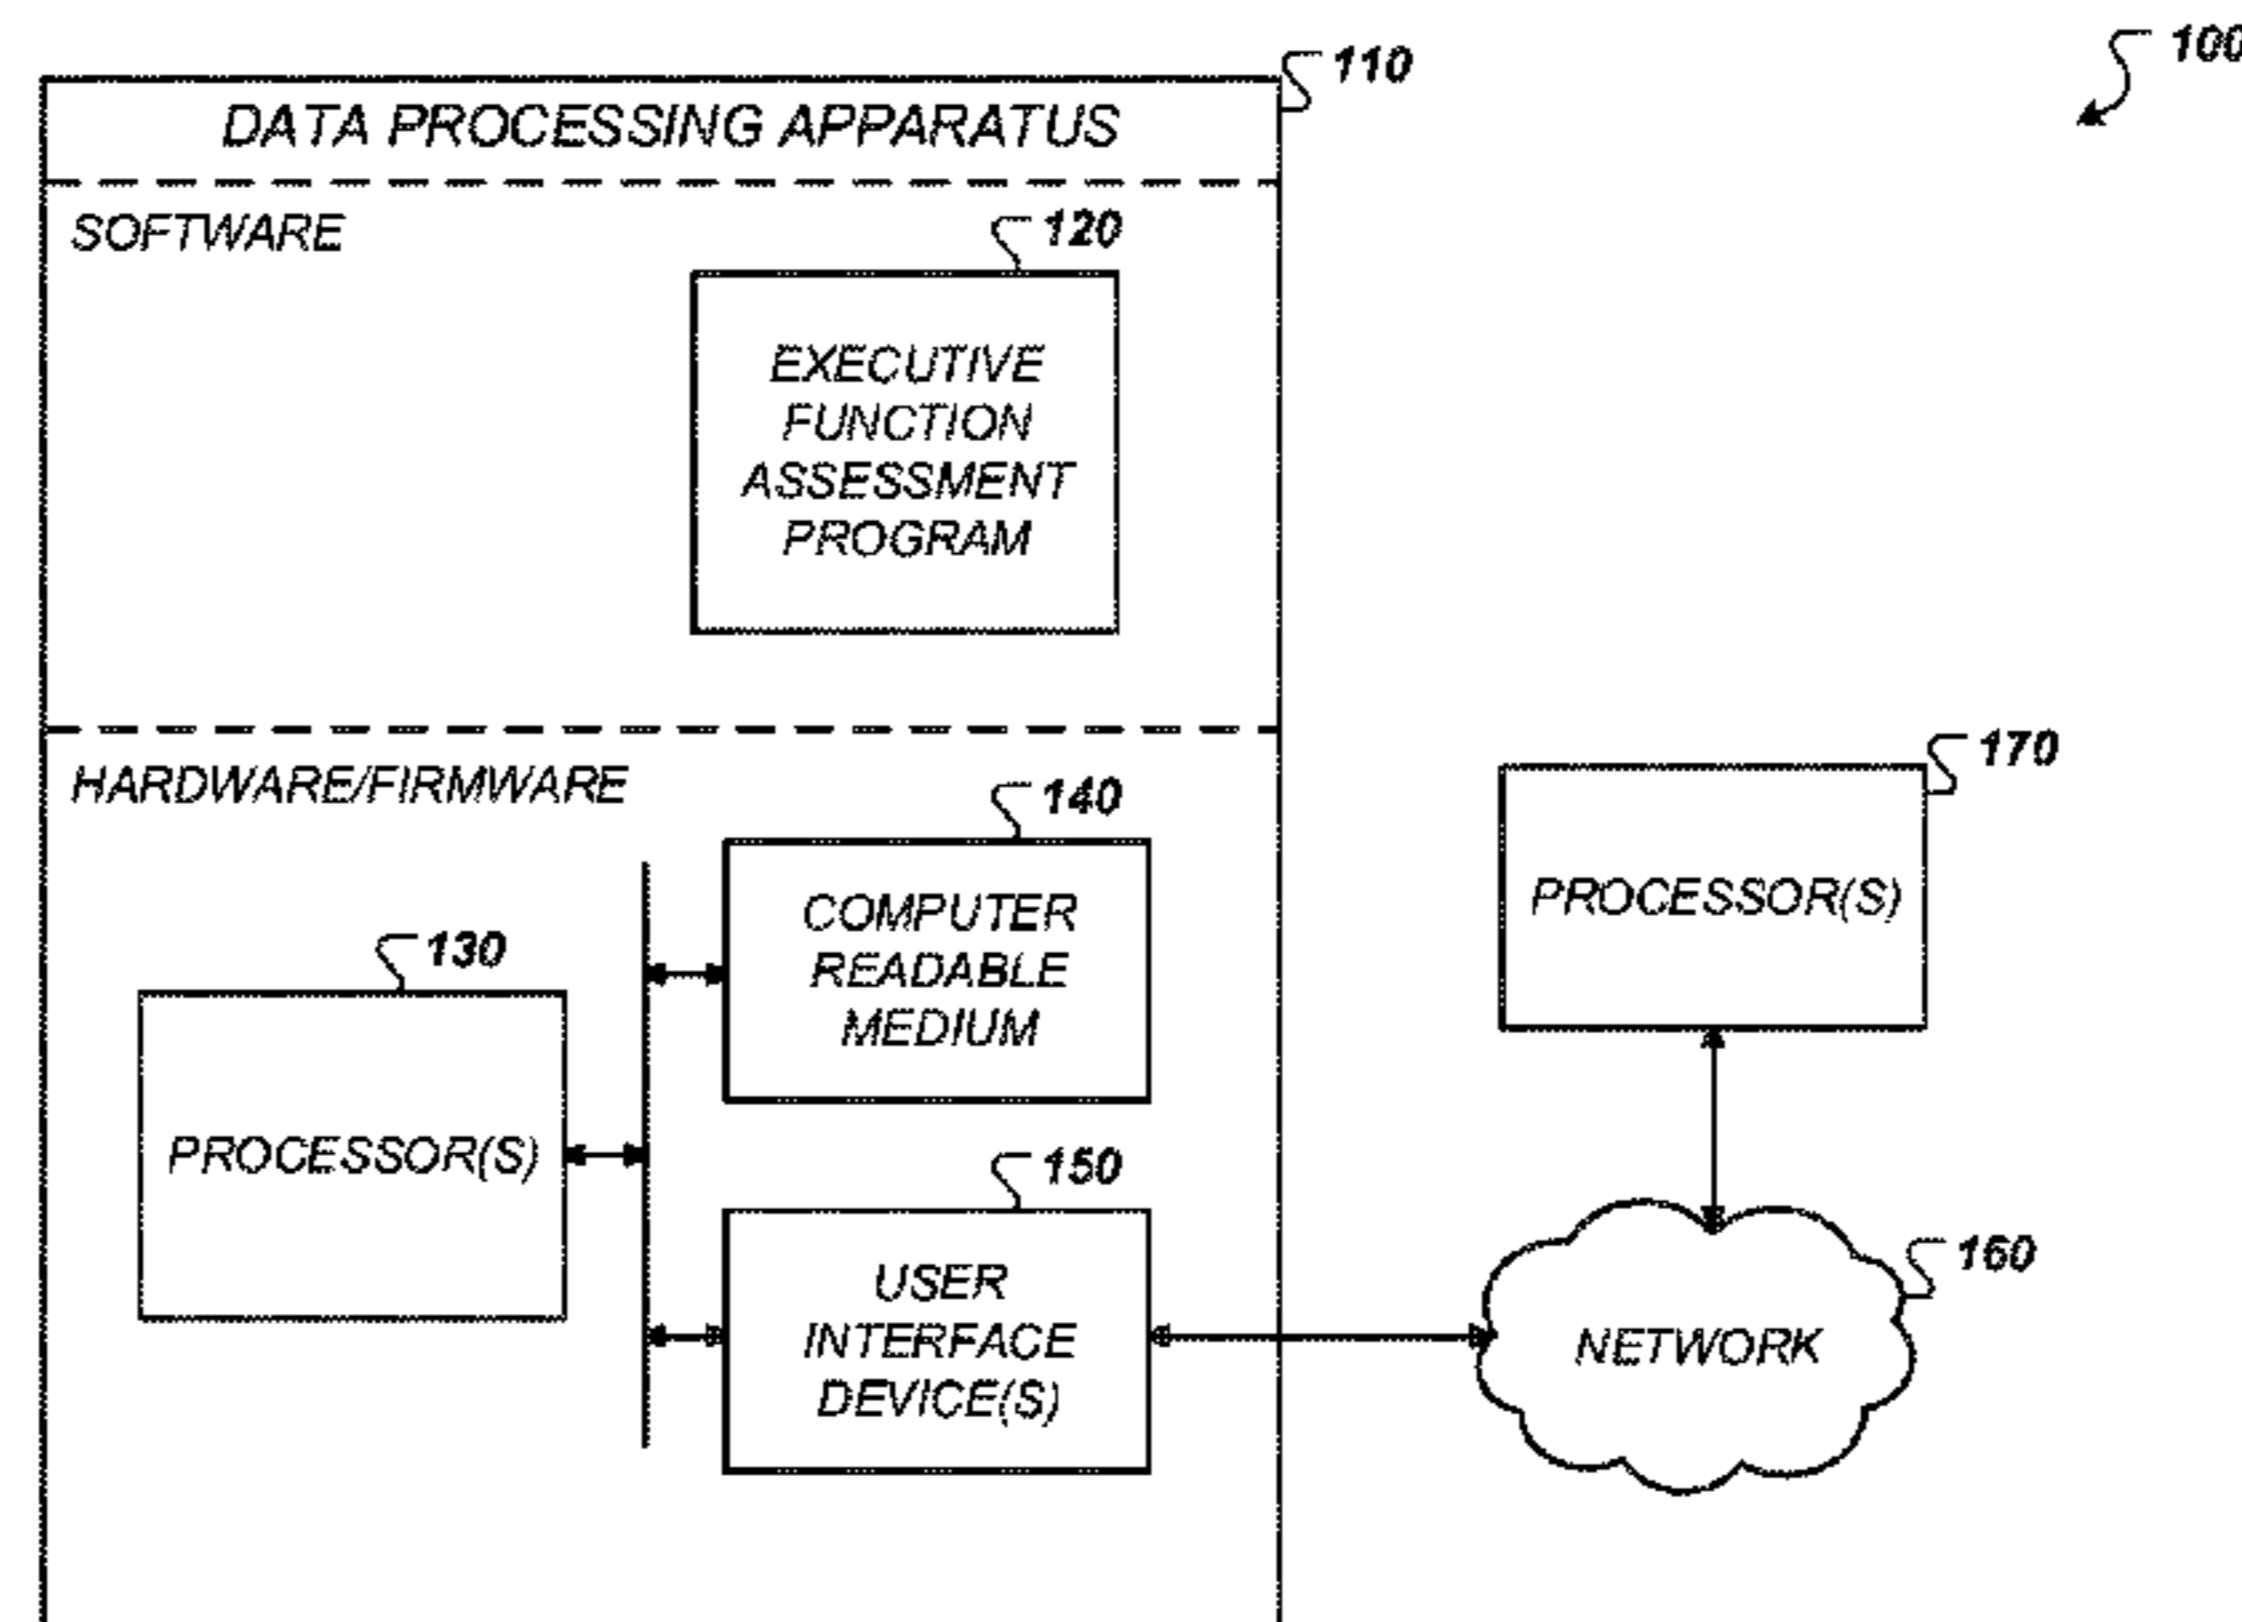 100
110
DATA PROCESSING APPARATUS
SOFTWARE
120
EXECUTIVE
FUNCTION
ASSESSMENT
PROGRAM
HARDWARE/FIRMWARE
130
PROCESSOR(S)
140
COMPUTER
READABLE
MEDIUM
150
USER
INTERFACE
DEVICE(S)
170
PROCESSOR(S)
160
NETWORK